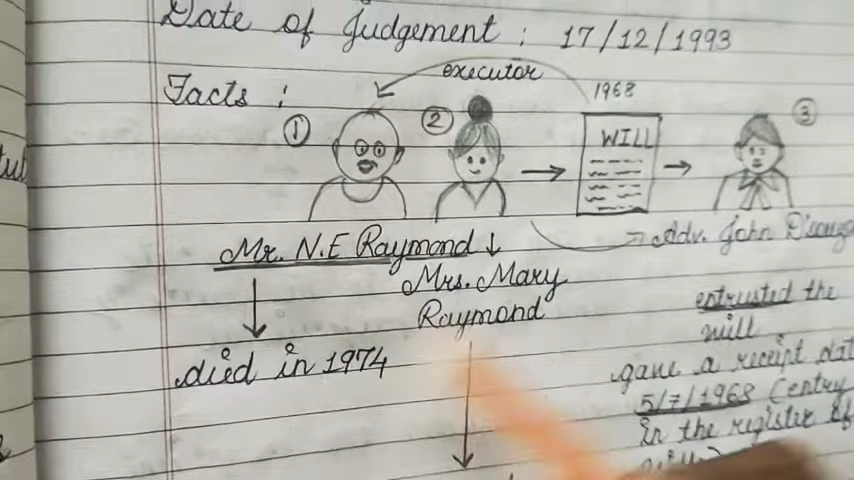 Date of Judgement : 17/12/1993
Facts :
executor
1968
① ② ③
WILL
Mr. N.E Raymond
Adv. John
Mrs. Mary
Raymond
entrusted the
will
died in 1974
gave a receipt
5/7/1968 (entry
in the register of